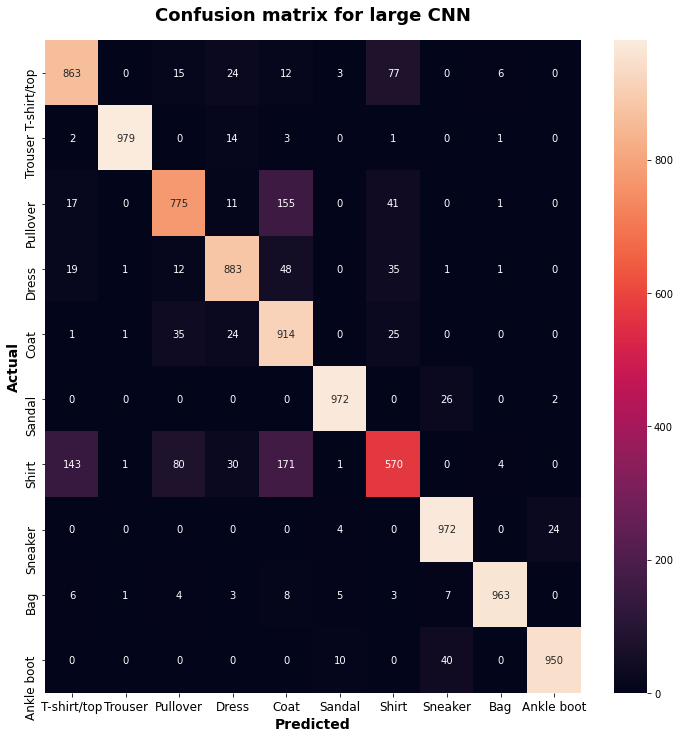 Confusion matrix for large CNN
T-shirt/top 863 0 15 24 12 3 77 0 6 0
Trouser 2 979 0 14 3 0 1 0 1 0
Pullover 17 0 775 11 155 0 41 0 1 0
Dress 19 1 12 883 48 0 35 1 1 0
Coat 1 1 35 24 914 0 25 0 0 0
Sandal 0 0 0 0 0 972 0 26 0 2
Shirt 143 1 80 30 171 1 570 0 4 0
Sneaker 0 0 0 0 0 4 0 972 0 24
Bag 6 1 4 3 8 5 3 7 963 0
Ankle boot 0 0 0 0 0 10 0 40 0 950
T-shirt/top Trouser Pullover Dress Coat Sandal Shirt Sneaker Bag Ankle boot
Predicted
Actual
800
600
400
200
0